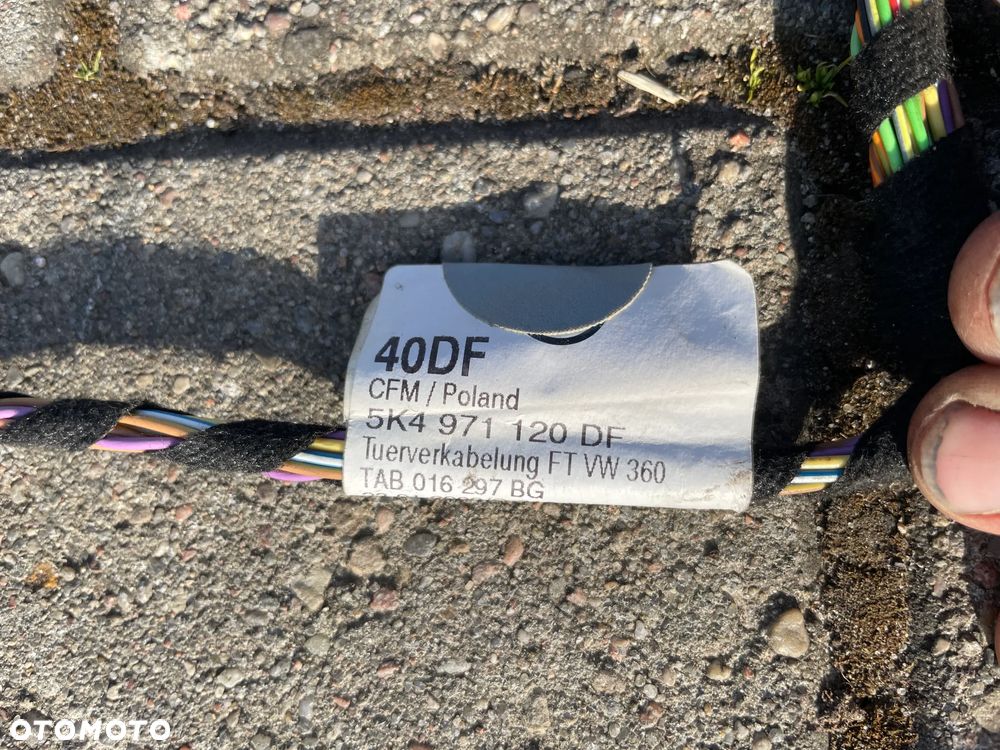 40DF
CFM / Poland
5K4 971 120 DF
Tuerverkabelung FT VW 360
TAB 016 297 BG
OTOMOTO